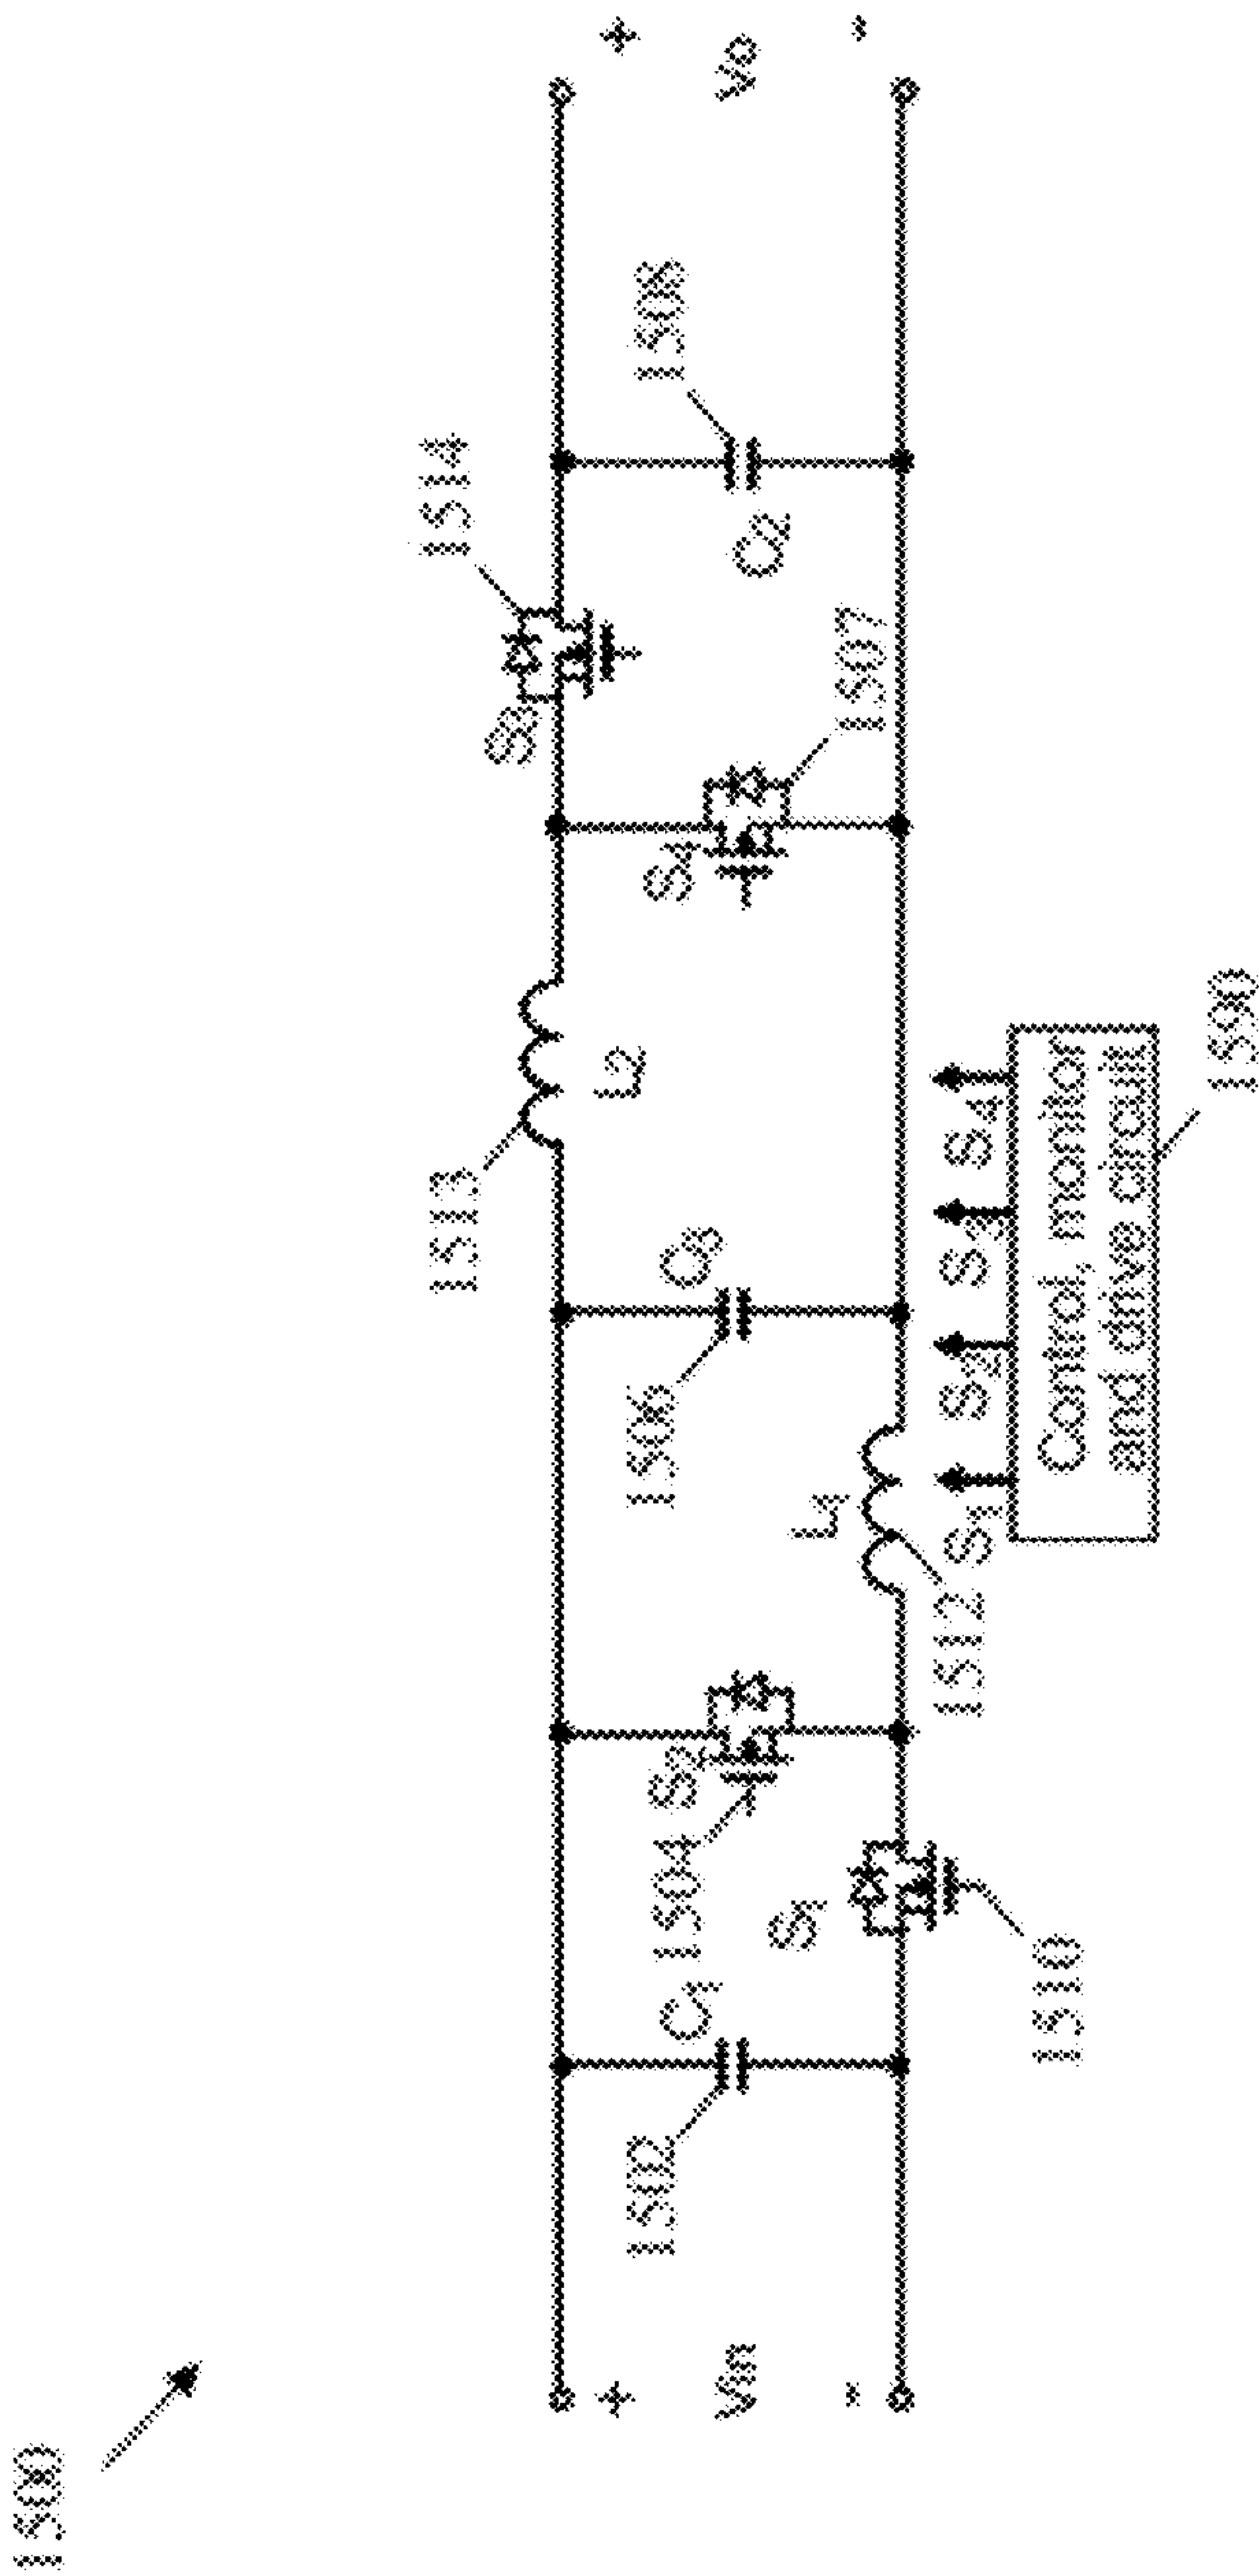 1500
1514
S3
1513
L2
+
Vin
-
1502
C1
1504
S2
S1
1510
1506
C3
L1
1512
S4
1507
C2
1508
+
Vo
-
S1
S2
S3
S4
Control, monitor
and drive circuit
1590